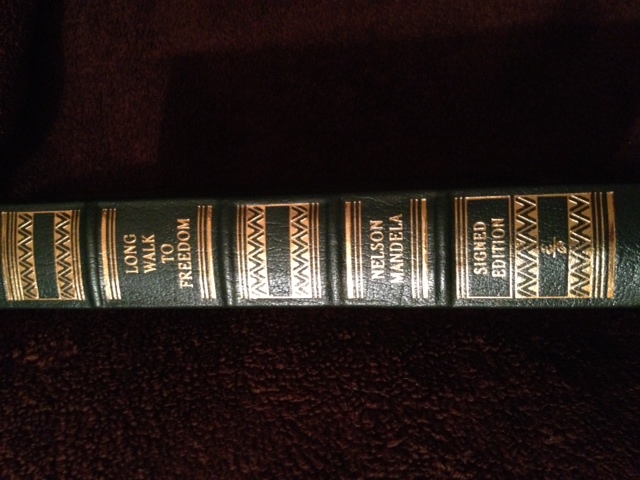 LONG
WALK
TO
FREEDOM
NELSON
MANDELA
SIGNED
EDITION